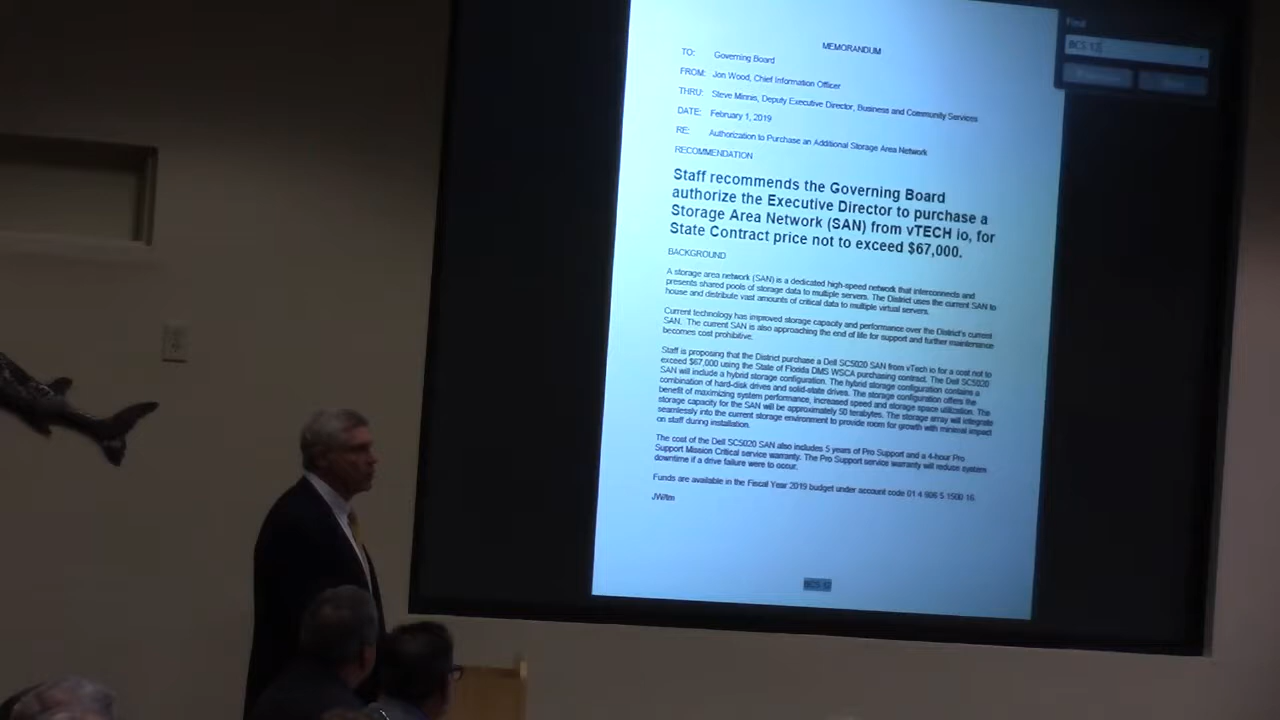 Find
BCS 12
MEMORANDUM
TO: Governing Board
FROM: Jon Wood, Chief Information Officer
THRU: Steve Minnis, Deputy Executive Director, Business and Community Services
DATE: February 1, 2019
RE: Authorization to Purchase an Additional Storage Area Network
RECOMMENDATION
Staff recommends the Governing Board
authorize the Executive Director to purchase a
Storage Area Network (SAN) from vTECH io, for
State Contract price not to exceed $67,000.
BACKGROUND
A storage area network (SAN) is a dedicated high-speed network that interconnects and
presents shared pools of storage data to multiple servers. The District uses the current SAN to
house and distribute vast amounts of critical data to multiple virtual servers.
Current technology has improved storage capacity and performance over the District's current
SAN. The current SAN is also approaching the end of life for support and further maintenance
becomes cost prohibitive.
Staff is proposing that the District purchase a Dell SC5020 SAN from vTech io for a cost not to
exceed $67,000 using the State of Florida DMS WSCA purchasing contract. The Dell SC5020
SAN will include a hybrid storage configuration. The hybrid storage configuration contains a
combination of hard-disk drives and solid-state drives. The storage configuration offers the
benefit of maximizing system performance, increased speed and storage space utilization. The
storage capacity for the SAN will be approximately 50 terabytes. The storage array will integrate
seamlessly into the current storage environment to provide room for growth with minimal impact
on staff during installation.
The cost of the Dell SC5020 SAN also includes 5 years of Pro Support and a 4-hour Pro
Support Mission Critical service warranty. The Pro Support service warranty will reduce system
downtime if a drive failure were to occur.
Funds are available in the Fiscal Year 2019 budget under account code 01 4 906 5 1500 16.
JW/tm
BCS 12